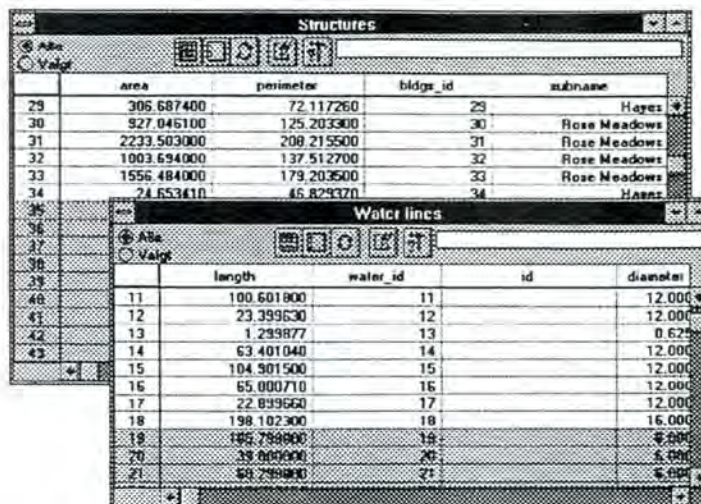 Structures
Alle
Valgt
area perimeter bldgs_id subname
29 306.687400 72.117260 29 Hayes
30 927.046100 125.203300 30 Rose Meadows
31 2233.503000 208.215500 31 Rose Meadows
32 1003.694000 137.512700 32 Rose Meadows
33 1556.484000 179.203500 33 Rose Meadows
34 24.653410 46.829370 34 Hayes
35
36
37
38
39
40
41
42
43
Water lines
Alle
Valgt
length water_id id diameter
11 100.601800 11 12.000
12 23.399630 12 12.000
13 1.299877 13 0.625
14 63.401040 14 12.000
15 104.901500 15 12.000
16 65.000710 16 12.000
17 22.899660 17 12.000
18 198.102300 18 16.000
19 19
20 20
21 21